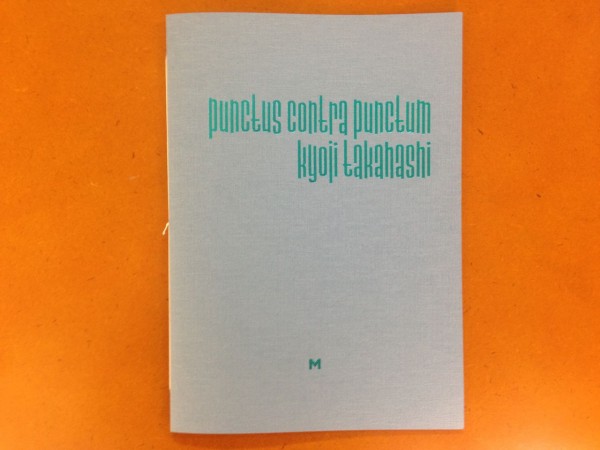 punctus contra punctum
kyoji takahashi
M